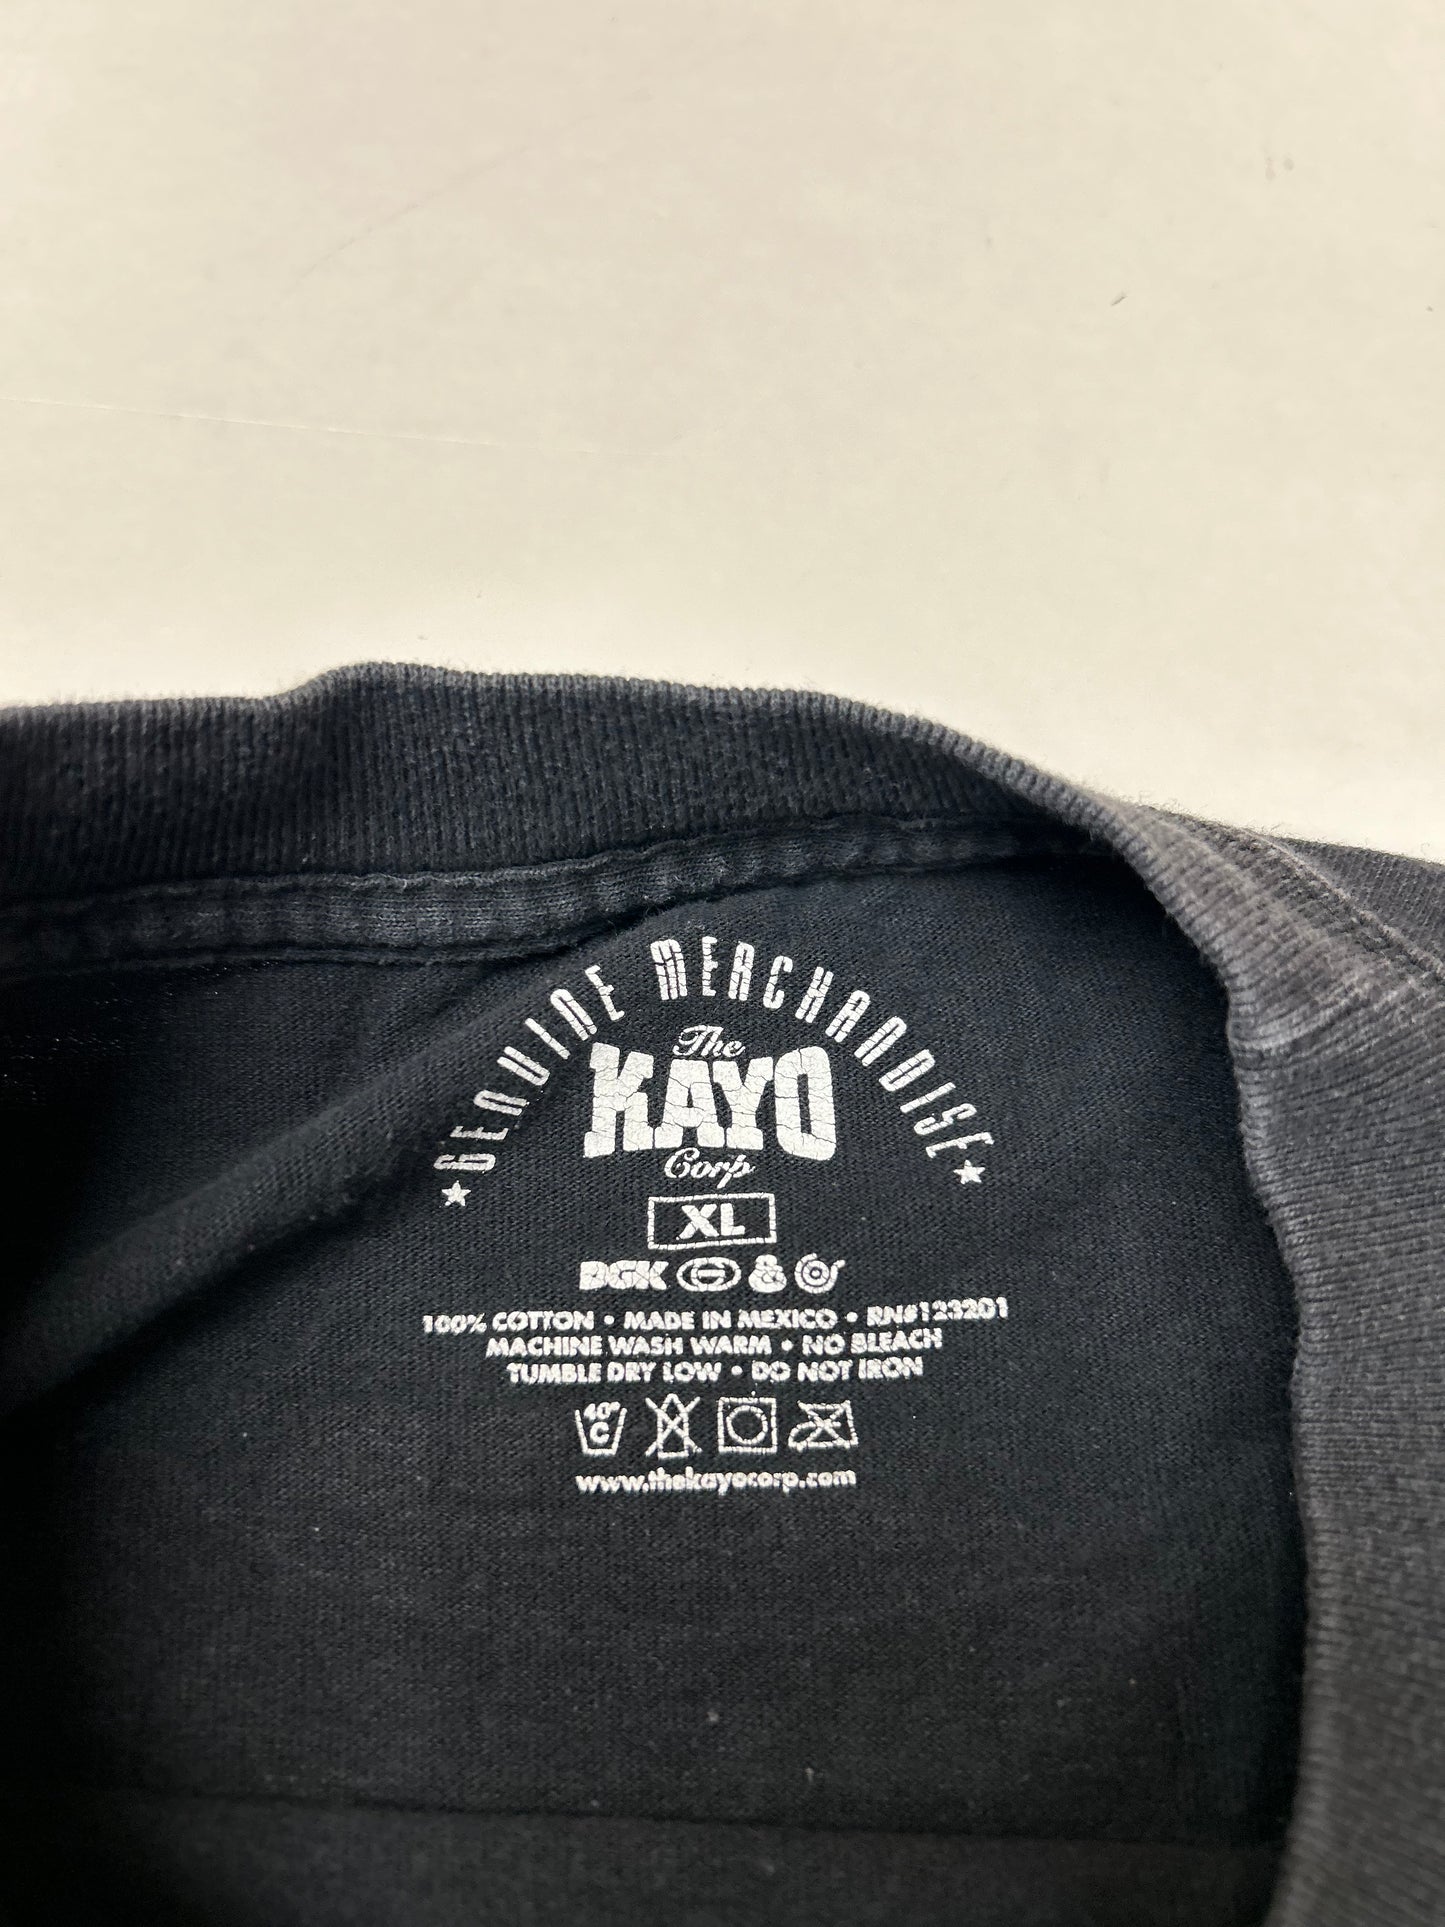 GENUINE MERCHANDISE
The
KAYO
Corp
XL
DGK
100% COTTON • MADE IN MEXICO • RN#123201
MACHINE WASH WARM • NO BLEACH
TUMBLE DRY LOW • DO NOT IRON
40°
C
www.thekayocorp.com